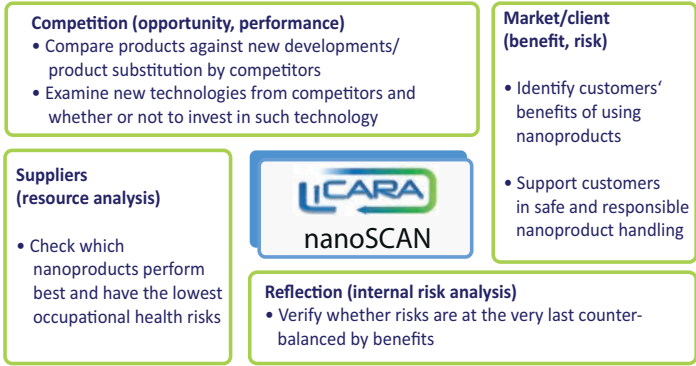 Competition (opportunity, performance)
• Compare products against new developments/
product substitution by competitors
• Examine new technologies from competitors and
whether or not to invest in such technology
Market/client
(benefit, risk)
• Identify customers‘
benefits of using
nanoproducts
• Support customers
in safe and responsible
nanoproduct handling
Suppliers
(resource analysis)
• Check which
nanoproducts perform
best and have the lowest
occupational health risks
LiCARA
nanoSCAN
Reflection (internal risk analysis)
• Verify whether risks are at the very last counter-
balanced by benefits